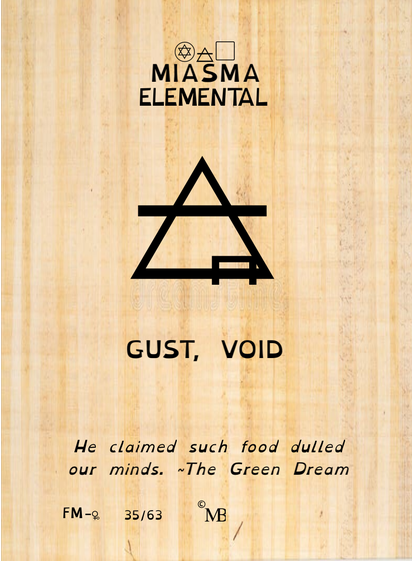 MIASMA
ELEMENTAL
GUST, VOID
He claimed such food dulled
our minds. ~The Green Dream
FM-♀ 35/63 © MB